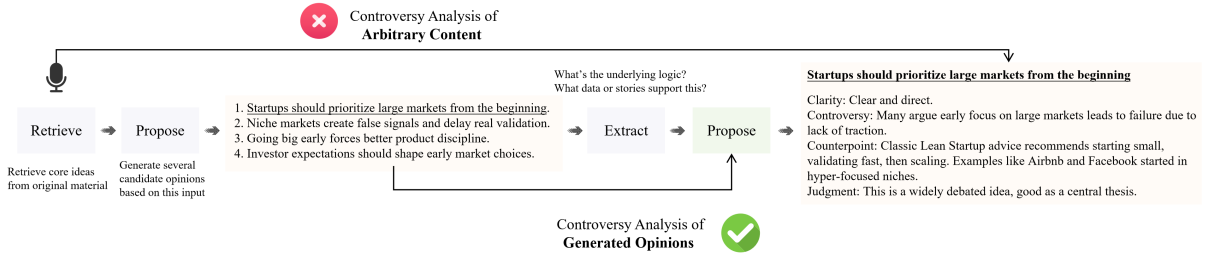 Controversy Analysis of
Arbitrary Content
Retrieve
Retrieve core ideas
from original material
Propose
Generate several
candidate opinions
based on this input
1. Startups should prioritize large markets from the beginning.
2. Niche markets create false signals and delay real validation.
3. Going big early forces better product discipline.
4. Investor expectations should shape early market choices.
What's the underlying logic?
What data or stories support this?
Extract
Propose
Startups should prioritize large markets from the beginning
Clarity: Clear and direct.
Controversy: Many argue early focus on large markets leads to failure due to
lack of traction.
Counterpoint: Classic Lean Startup advice recommends starting small,
validating fast, then scaling. Examples like Airbnb and Facebook started in
hyper-focused niches.
Judgment: This is a widely debated idea, good as a central thesis.
Controversy Analysis of
Generated Opinions